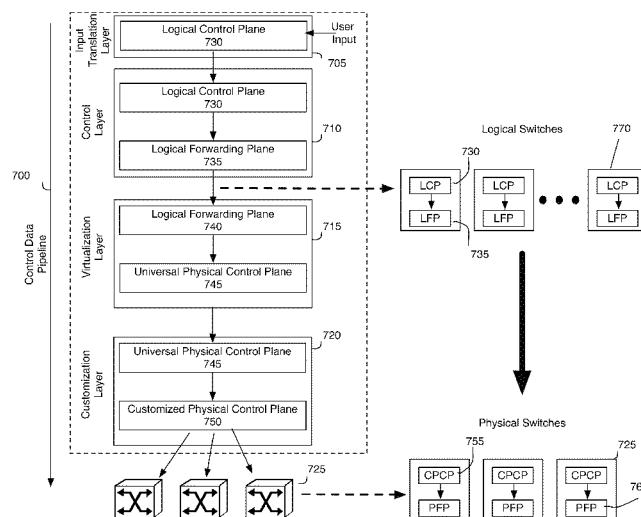 Input
Translation
Layer
Logical Control Plane
730
User
Input
705
Control
Layer
Logical Control Plane
730
Logical Forwarding Plane
735
710
700
Control Data
Pipeline
Virtualization
Layer
Logical Forwarding Plane
740
Universal Physical Control Plane
745
715
Customization
Layer
Universal Physical Control Plane
745
Customized Physical Control Plane
750
720
725
Logical Switches
730
770
LCP
LFP
LCP
LFP
LCP
LFP
735
Physical Switches
755
725
CPCP
PFP
CPCP
PFP
CPCP
PFP